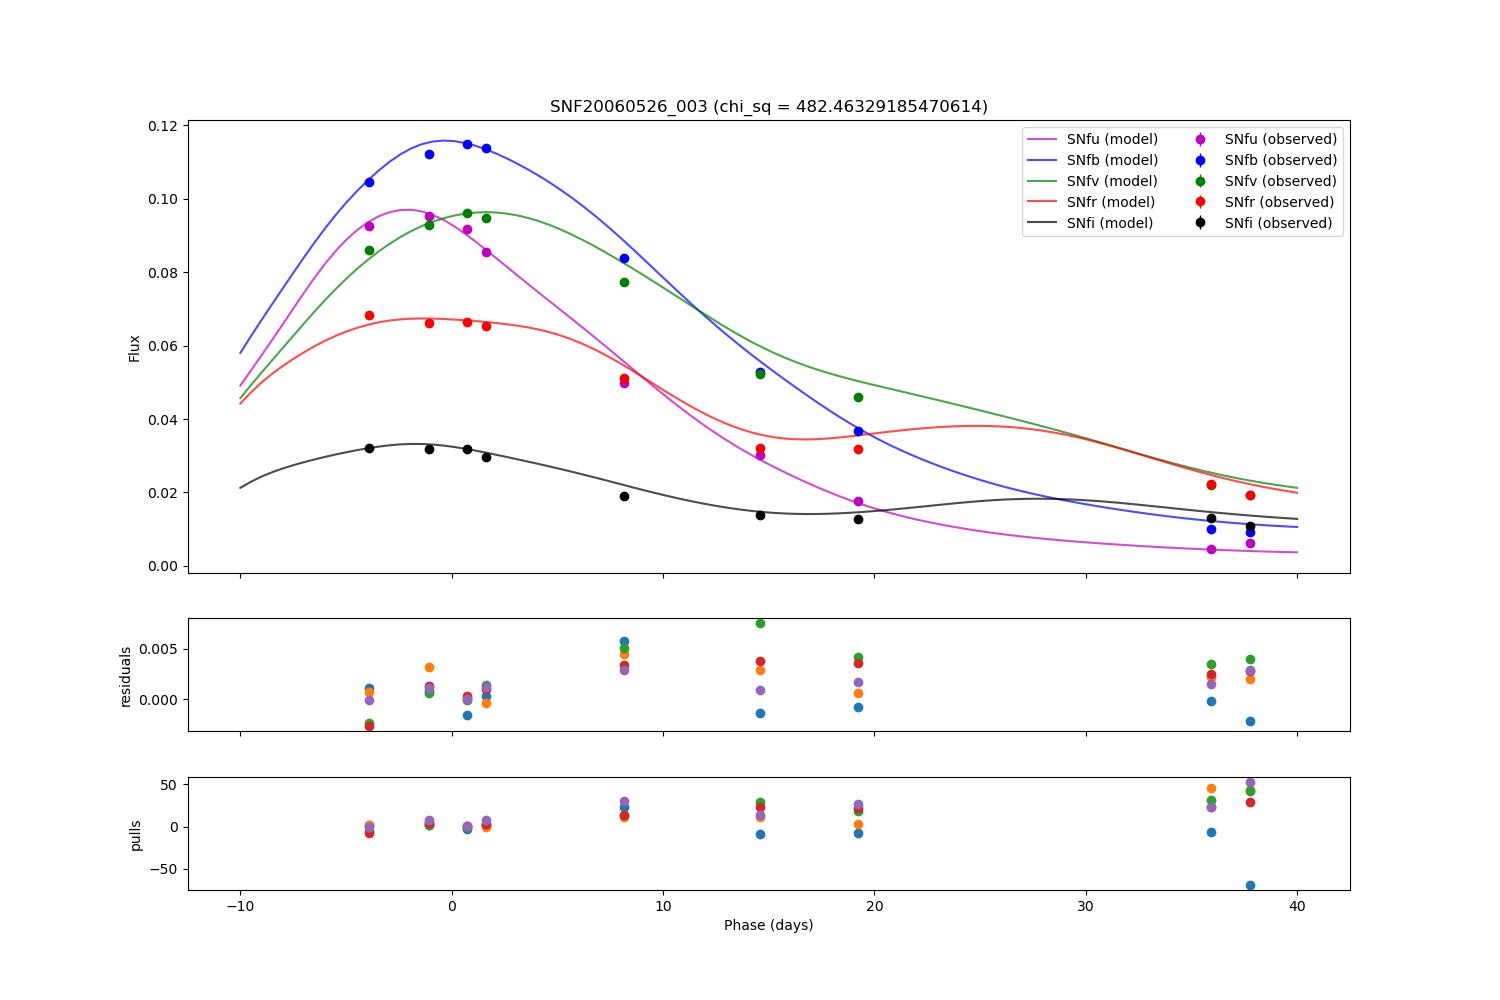 SNF20060526_003 (chi_sq = 482.46329185470614)
0.12
0.10
0.08
0.06
0.04
0.02
0.00
Flux
SNfu (model)
SNfb (model)
SNfv (model)
SNfr (model)
SNfi (model)
SNfu (observed)
SNfb (observed)
SNfv (observed)
SNfr (observed)
SNfi (observed)
0.005
0.000
residuals
50
0
−50
pulls
−10
0
10
20
30
40
Phase (days)